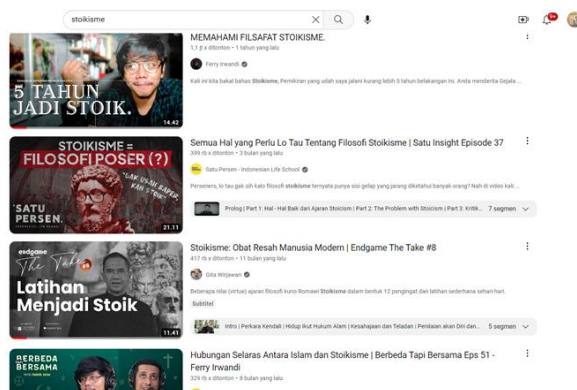 stoikisme
9+
MEMAHAMI FILSAFAT STOIKISME.
1,1 jt x ditonton • 1 tahun yang lalu
Ferry Irwandi
Kali ini kita bakal bahas Stoikisme, Pemikiran yang udah saya jalani kurang lebih 5 tahun belakangan ini. Anda menderita Gejala ...
5 TAHUN
JADI STOIK.
14.42
STOIKISME =
FILOSOFI POSER (?)
"GAK USAH BAPER,
KAN STOIK"
SATU
PERSEN.
21.11
Semua Hal yang Perlu Lo Tau Tentang Filosofi Stoikisme | Satu Insight Episode 37
399 rb x ditonton • 3 bulan yang lalu
Satu Persen - Indonesian Life School
Perseners, lo tau gak sih kalo filosofi stoikisme ternyata punya sisi gelap yang jarang diketahui banyak orang? Nah di video kali ...
Prolog | Part 1: Hal - Hal Baik dari Ajaran Stoicism | Part 2: The Problem with Stoicism | Part 3: Kritik...
7 segmen
endgame
The Take
#8
Latihan
Menjadi Stoik
11.41
Stoikisme: Obat Resah Manusia Modern | Endgame The Take #8
417 rb x ditonton • 11 bulan yang lalu
Gita Wirjawan
Beberapa nilai (virtue) ajaran filosofi kuno Romawi Stoikisme dalam bentuk 12 pengingat dan latihan sederhana sehari-hari.
Subtitel
Intro | Perkara Kendali | Hidup Ikut Hukum Alam | Kesahajaan dan Teladan | Penilaian akan Diri dan...
5 segmen
BERBEDA
BERSAMA
Hubungan Selaras Antara Islam dan Stoikisme | Berbeda Tapi Bersama Eps 51 -
Ferry Irwandi
329 rb x ditonton • 8 bulan yang lalu